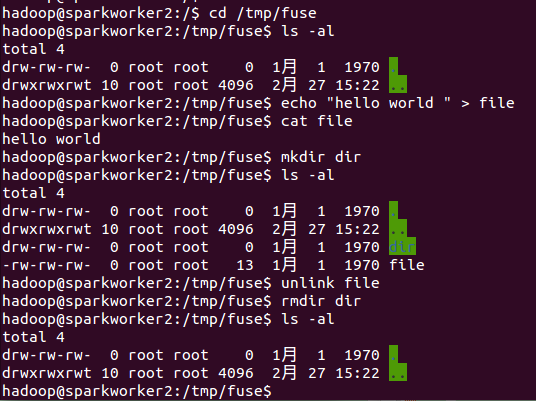 hadoop@sparkworker2:/$ cd /tmp/fuse
hadoop@sparkworker2:/tmp/fuse$ ls -al
total 4
drw-rw-rw-  0 root root    0  1月  1  1970 .
drwxrwxrwt 10 root root 4096  2月 27 15:22 ..
hadoop@sparkworker2:/tmp/fuse$ echo "hello world " > file
hadoop@sparkworker2:/tmp/fuse$ cat file
hello world
hadoop@sparkworker2:/tmp/fuse$ mkdir dir
hadoop@sparkworker2:/tmp/fuse$ ls -al
total 4
drw-rw-rw-  0 root root    0  1月  1  1970 .
drwxrwxrwt 10 root root 4096  2月 27 15:22 ..
drw-rw-rw-  0 root root    0  1月  1  1970 dir
-rw-rw-rw-  0 root root   13  1月  1  1970 file
hadoop@sparkworker2:/tmp/fuse$ unlink file
hadoop@sparkworker2:/tmp/fuse$ rmdir dir
hadoop@sparkworker2:/tmp/fuse$ ls -al
total 4
drw-rw-rw-  0 root root    0  1月  1  1970 .
drwxrwxrwt 10 root root 4096  2月 27 15:22 ..
hadoop@sparkworker2:/tmp/fuse$